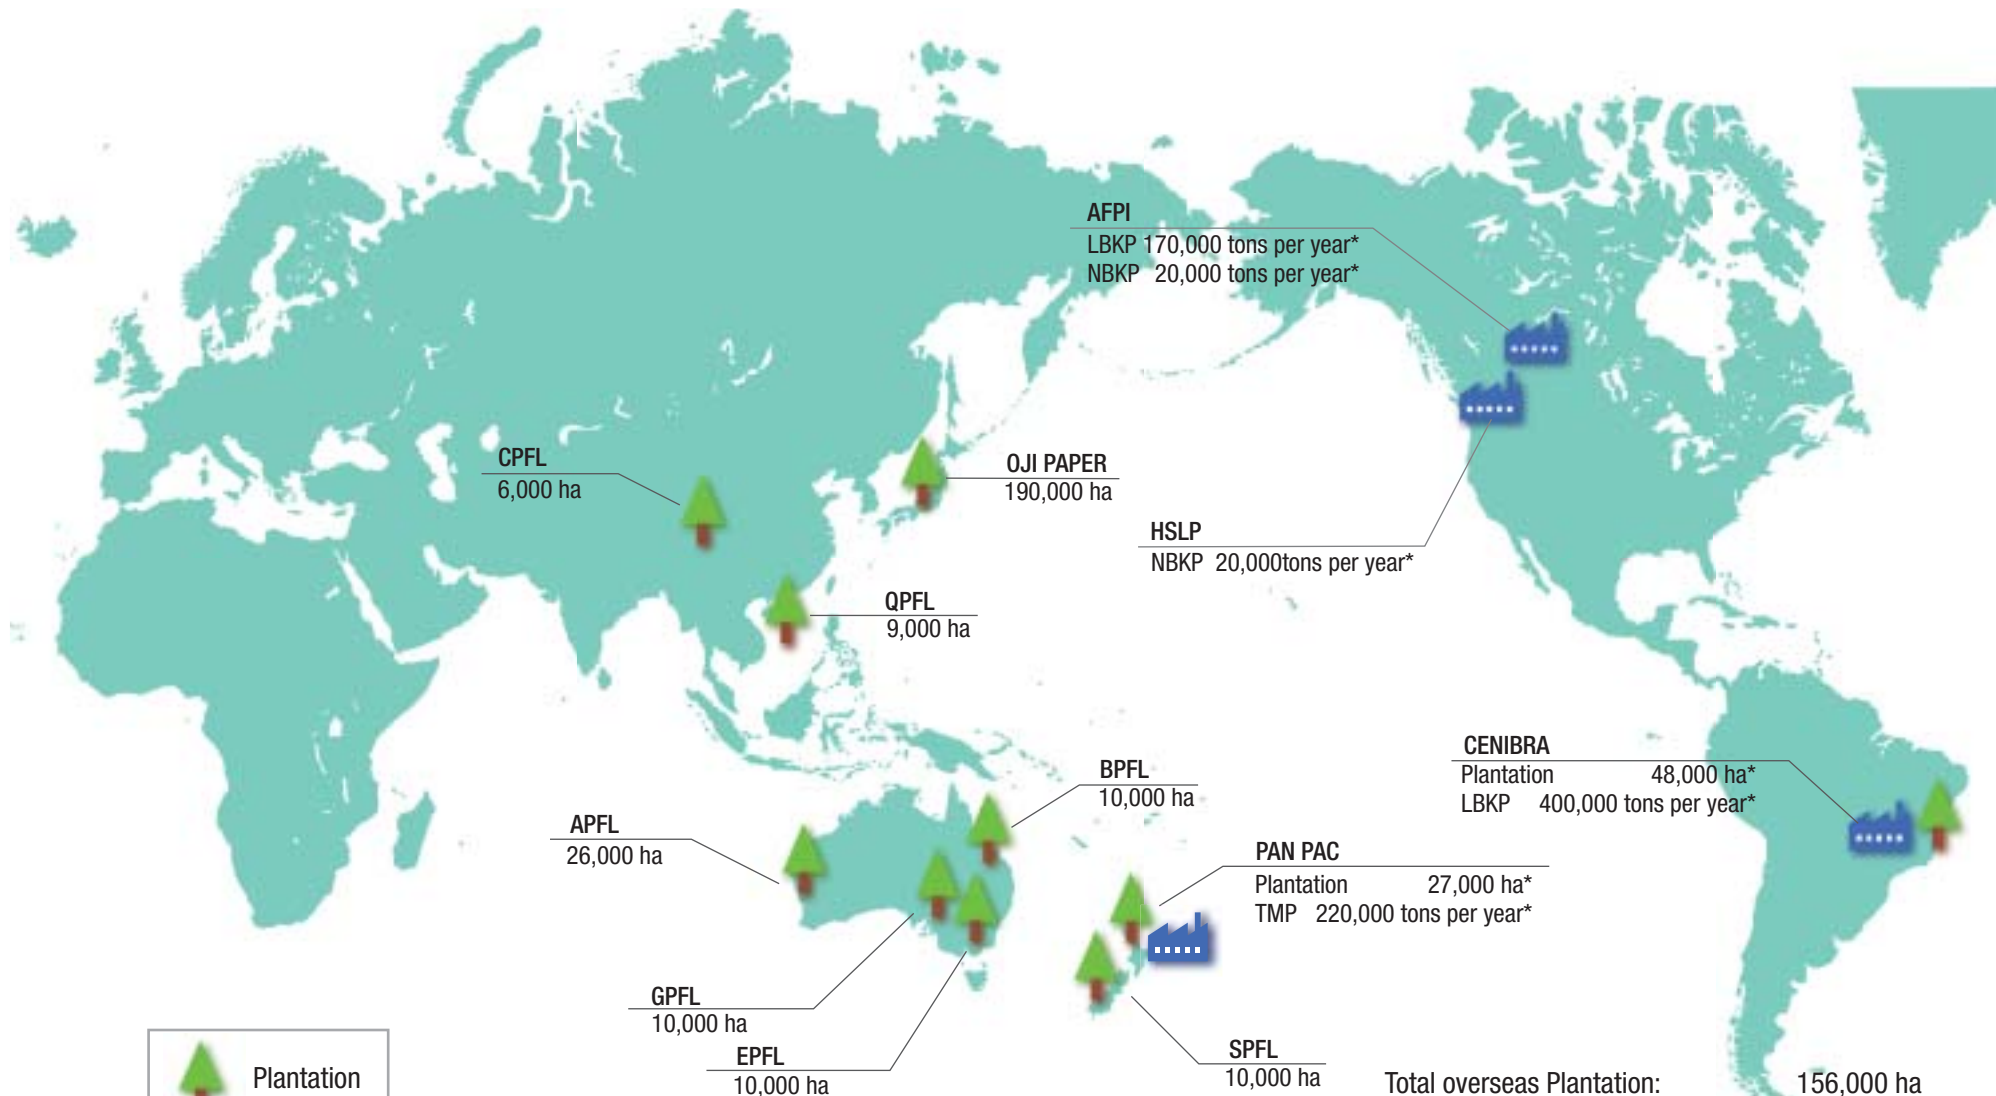 AFPI
LBKP 170,000 tons per year*
NBKP 20,000 tons per year*
CPFL
6,000 ha
OJI PAPER
190,000 ha
HSLP
NBKP 20,000tons per year*
QPFL
9,000 ha
CENIBRA
Plantation 48,000 ha*
LBKP 400,000 tons per year*
BPFL
10,000 ha
APFL
26,000 ha
PAN PAC
Plantation 27,000 ha*
TMP 220,000 tons per year*
GPFL
10,000 ha
EPFL
10,000 ha
SPFL
10,000 ha
Plantation
Total overseas Plantation: 156,000 ha